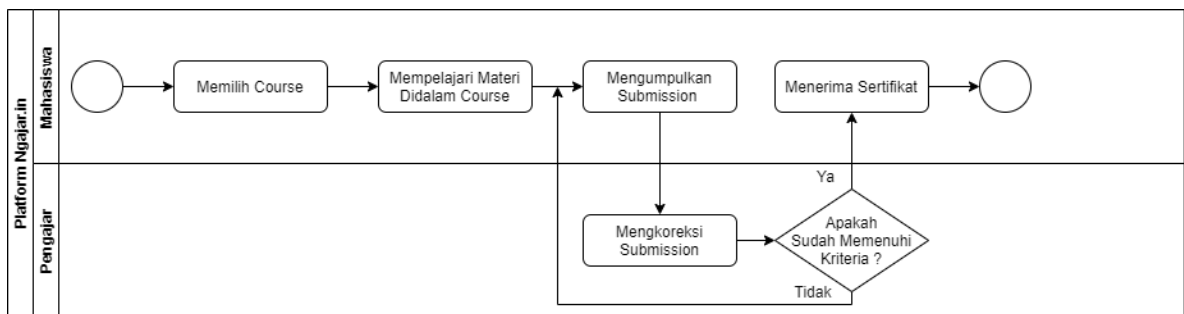 Platform Ngajar.in
Mahasiswa
Memilih Course
Mempelajari Materi
Didalam Course
Mengumpulkan
Submission
Menerima Sertifikat
Pengajar
Mengkoreksi
Submission
Ya
Apakah
Sudah Memenuhi
Kriteria ?
Tidak